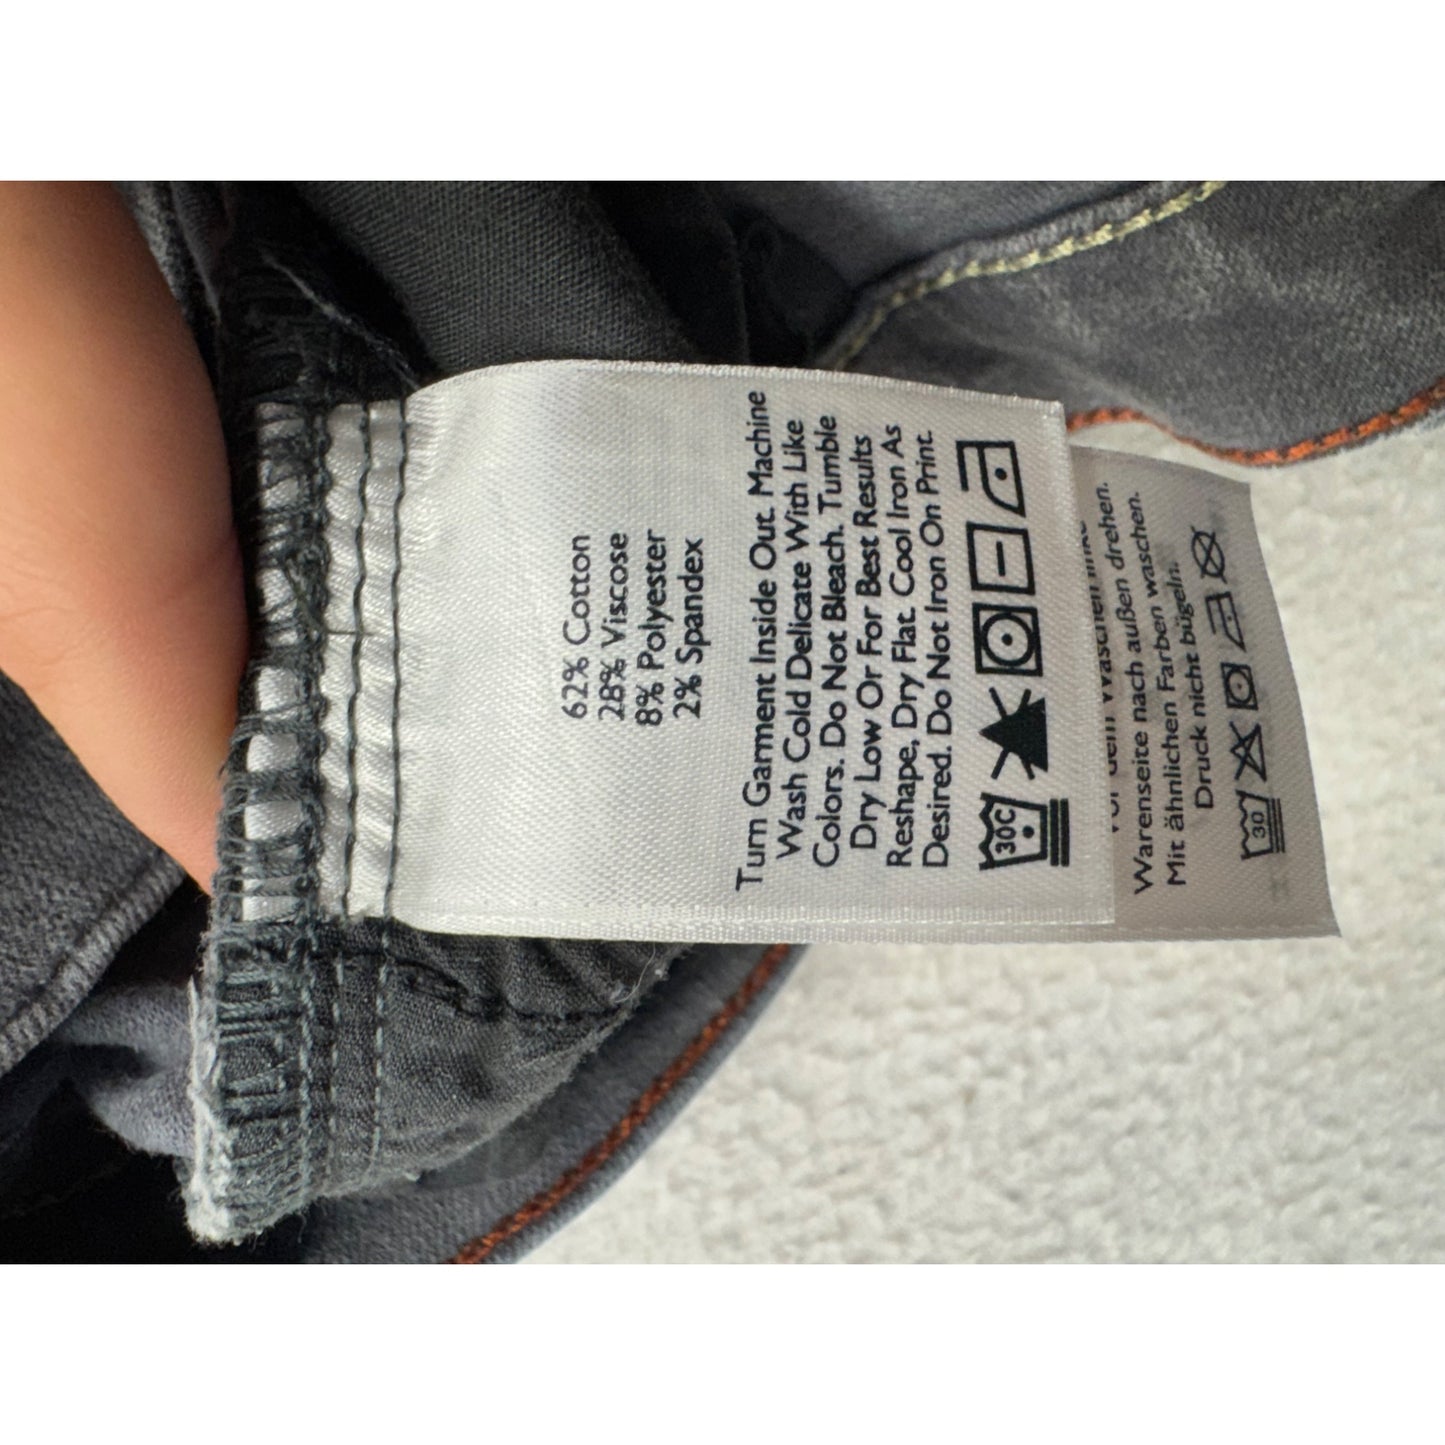 62% Cotton
28% Viscose
8% Polyester
2% Spandex
Turn Garment Inside Out. Machine
Wash Cold Delicate With Like
Colors. Do Not Bleach. Tumble
Dry Low Or For Best Results
Reshape, Dry Flat. Cool Iron As
Desired. Do Not Iron On Print.
30C
Warenseite nach außen drehen.
Mit ähnlichen Farben waschen.
Druck nicht bügeln.
30